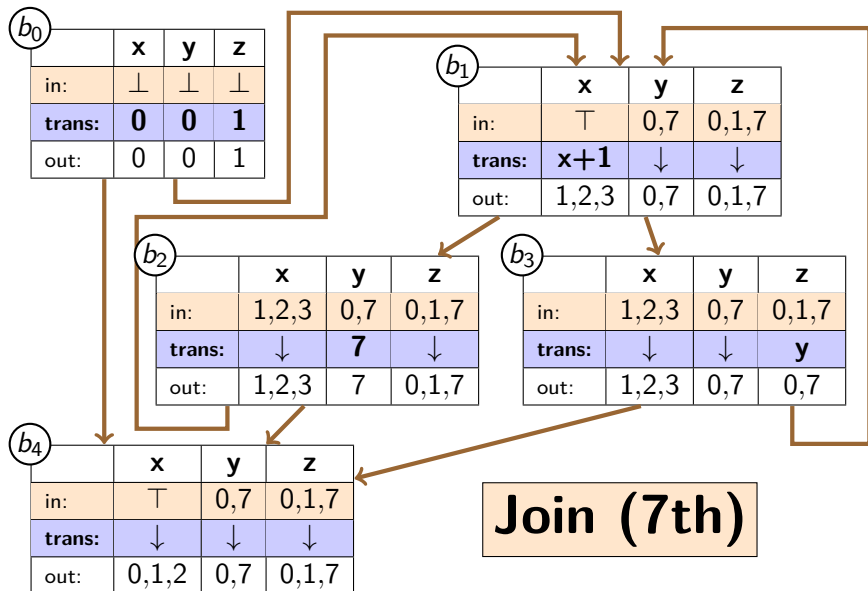 b0
x y z
in: ⊥ ⊥ ⊥
trans: 0 0 1
out: 0 0 1
b1
x y z
in: ⊤ 0,7 0,1,7
trans: x+1 ↓ ↓
out: 1,2,3 0,7 0,1,7
b2
x y z
in: 1,2,3 0,7 0,1,7
trans: ↓ 7 ↓
out: 1,2,3 7 0,1,7
b3
x y z
in: 1,2,3 0,7 0,1,7
trans: ↓ ↓ y
out: 1,2,3 0,7 0,7
b4
x y z
in: ⊤ 0,7 0,1,7
trans: ↓ ↓ ↓
out: 0,1,2 0,7 0,1,7
Join (7th)